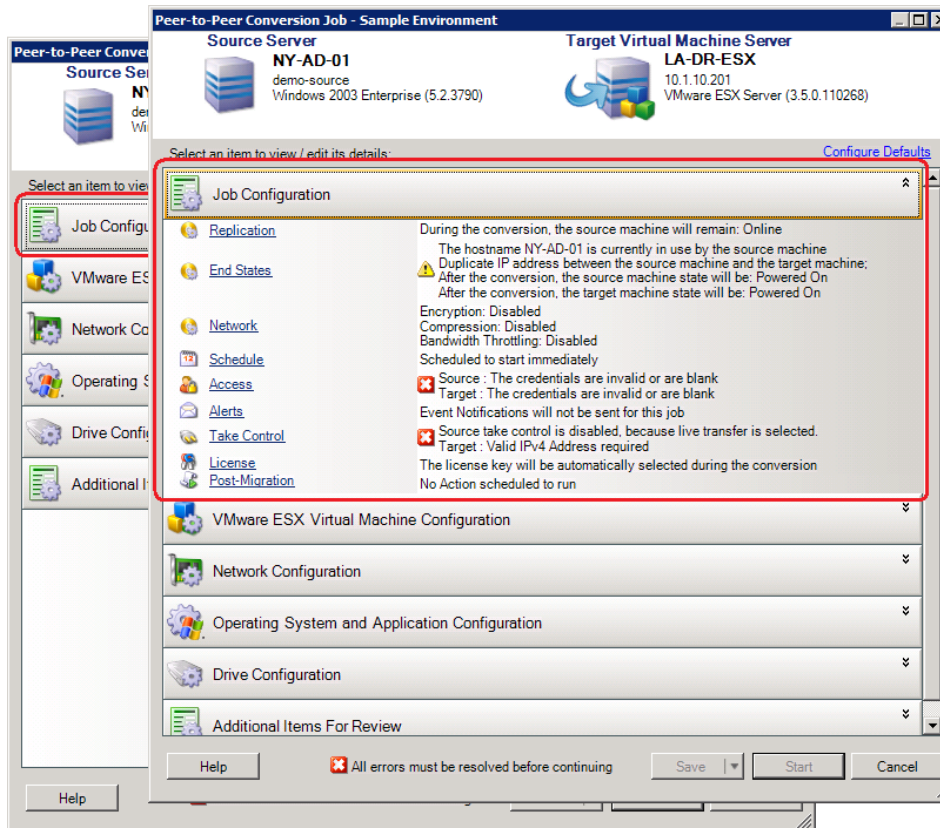 Peer-to-Peer Conversion Job - Sample Environment
Source Server
NY-AD-01
demo-source
Windows 2003 Enterprise (5.2.3790)
Target Virtual Machine Server
LA-DR-ESX
10.1.10.201
VMware ESX Server (3.5.0.110268)
Select an item to view / edit its details:
Configure Defaults
Job Configuration
Replication
During the conversion, the source machine will remain: Online
End States
The hostname NY-AD-01 is currently in use by the source machine
Duplicate IP address between the source machine and the target machine;
After the conversion, the source machine state will be: Powered On
After the conversion, the target machine state will be: Powered On
Network
Encryption: Disabled
Compression: Disabled
Bandwidth Throttling: Disabled
Schedule
Scheduled to start immediately
Access
Source : The credentials are invalid or are blank
Target : The credentials are invalid or are blank
Alerts
Event Notifications will not be sent for this job
Take Control
Source take control is disabled, because live transfer is selected.
Target : Valid IPv4 Address required
License
The license key will be automatically selected during the conversion
Post-Migration
No Action scheduled to run
VMware ESX Virtual Machine Configuration
Network Configuration
Operating System and Application Configuration
Drive Configuration
Additional Items For Review
Help
All errors must be resolved before continuing
Save
Start
Cancel
Peer-to-Peer Conver
Source Se
NY
de
Wi
Select an item to vie
Job Configu
VMware ES
Network Co
Operating S
Drive Confi
Additional I
Help